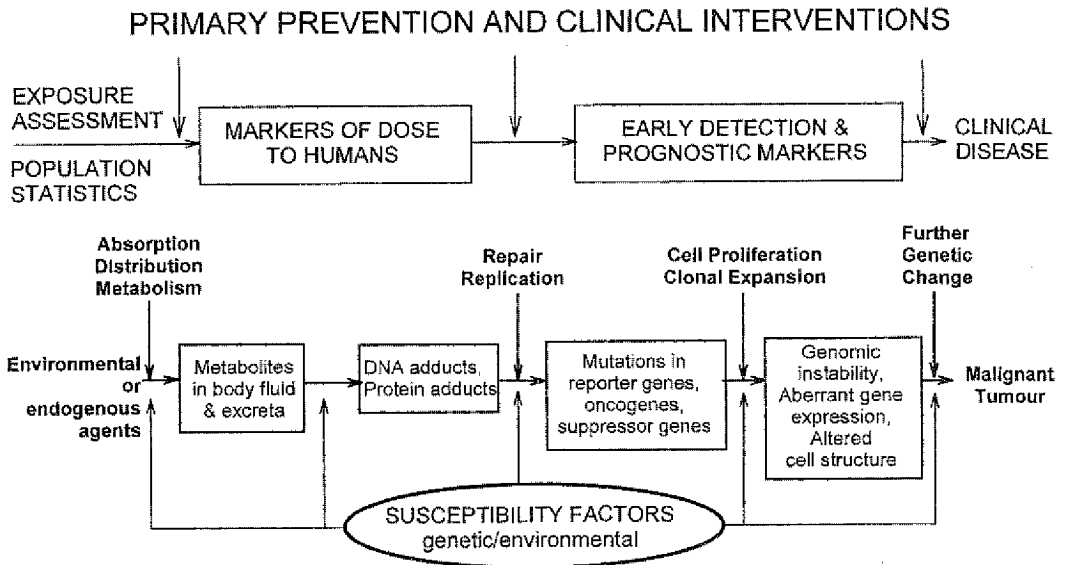 PRIMARY PREVENTION AND CLINICAL INTERVENTIONS
EXPOSURE
ASSESSMENT
POPULATION
STATISTICS
MARKERS OF DOSE
TO HUMANS
EARLY DETECTION &
PROGNOSTIC MARKERS
CLINICAL
DISEASE
Absorption
Distribution
Metabolism
Repair
Replication
Cell Proliferation
Clonal Expansion
Further
Genetic
Change
Environmental
or
endogenous
agents
Metabolites
in body fluid
& excreta
DNA adducts,
Protein adducts
Mutations in
reporter genes,
oncogenes,
suppressor genes
Genomic
instability,
Aberrant gene
expression,
Altered
cell structure
Malignant
Tumour
SUSCEPTIBILITY FACTORS
genetic/environmental